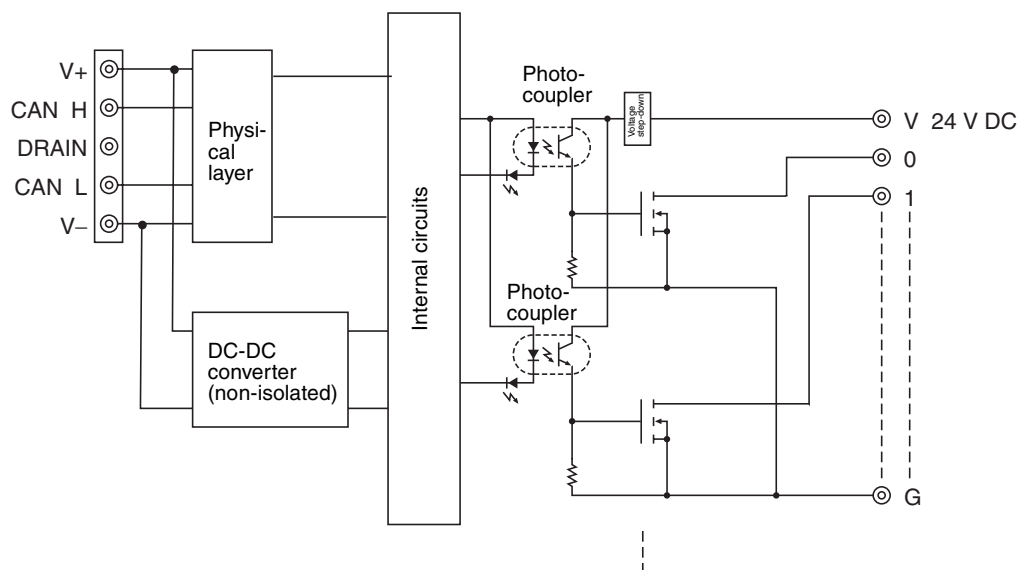 V+
CAN H
DRAIN
CAN L
V−
Physi-
cal
layer
DC-DC
converter
(non-isolated)
Internal circuits
Photo-
coupler
Voltage
step-down
Photo-
coupler
V 24 V DC
0
1
G